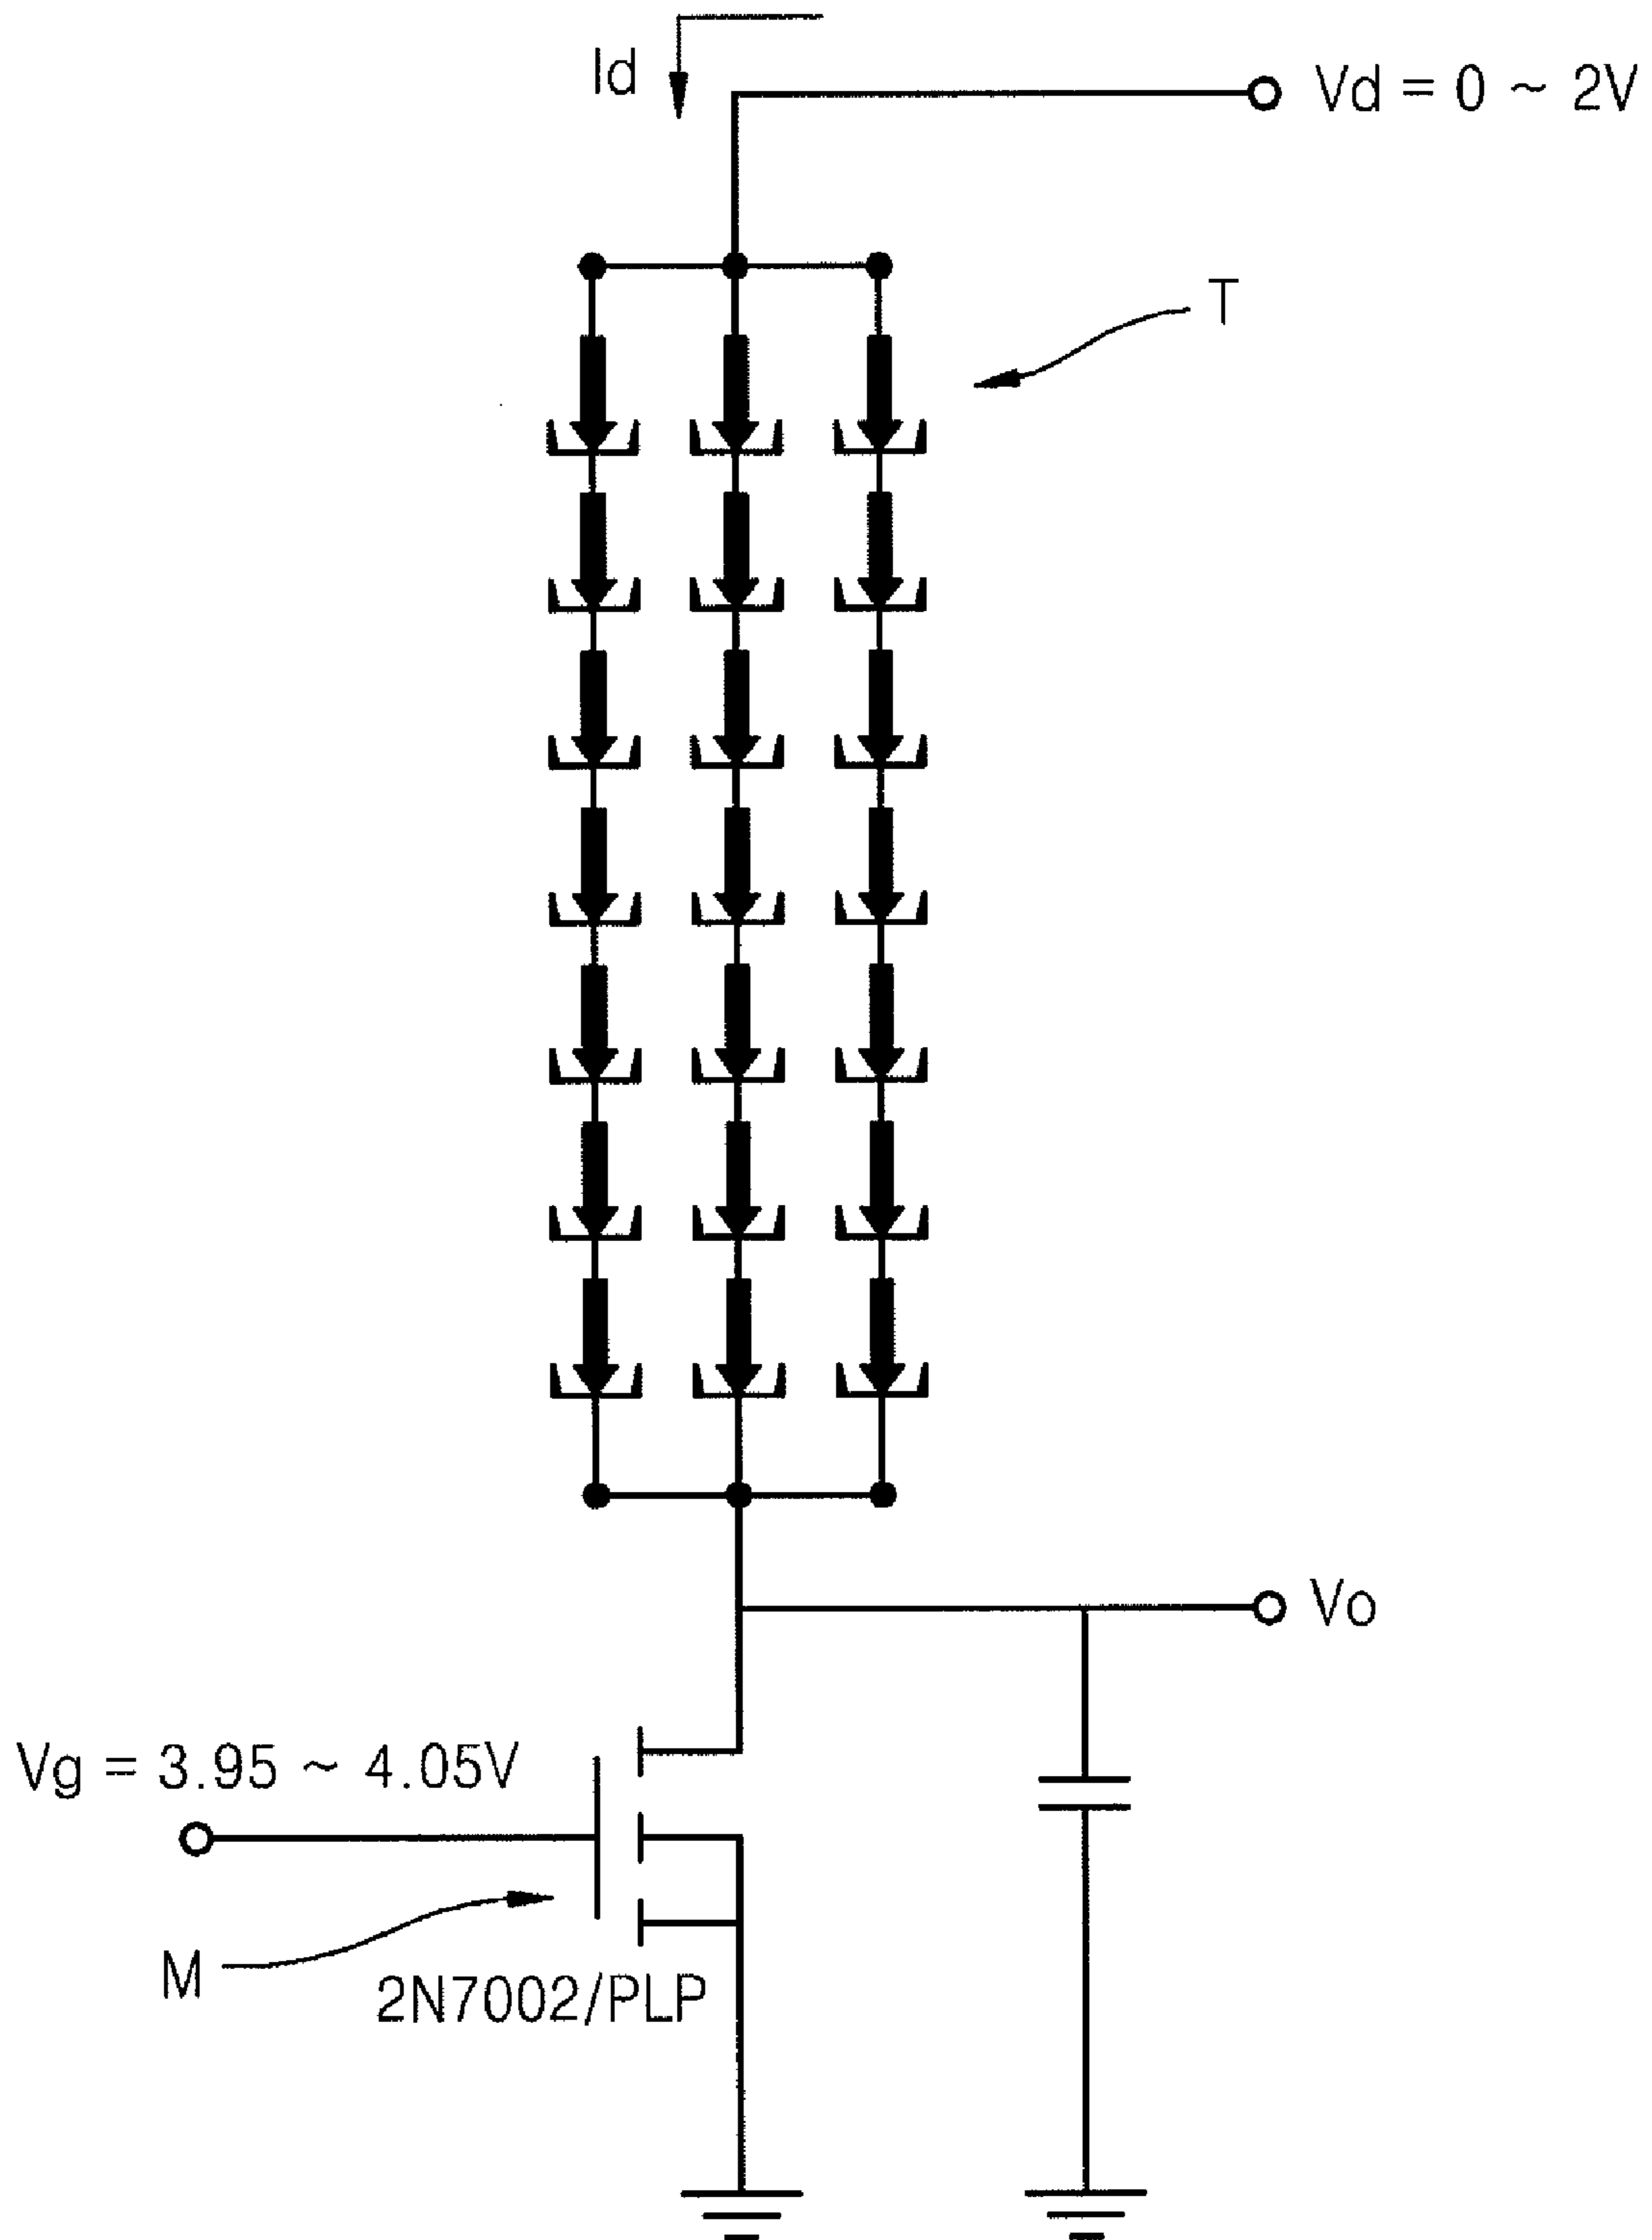 Id
Vd = 0 ~ 2V
T
Vo
Vg = 3.95 ~ 4.05V
M
2N7002/PLP